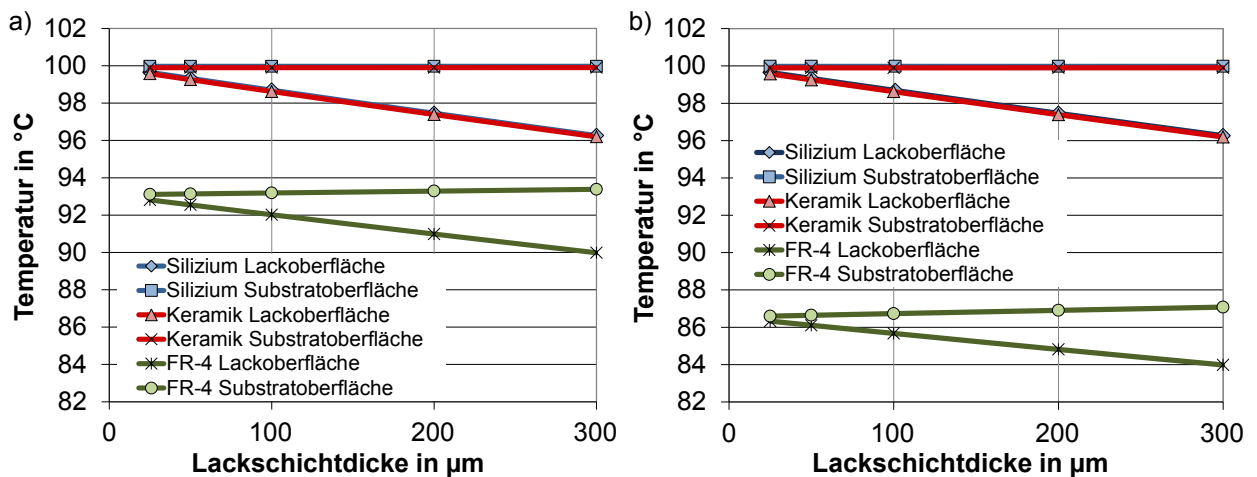 a)
Temperatur in °C
102
100
98
96
94
92
90
88
86
84
82
Silizium Lackoberfläche
Silizium Substratoberfläche
Keramik Lackoberfläche
Keramik Substratoberfläche
FR-4 Lackoberfläche
FR-4 Substratoberfläche
0
100
200
300
Lackschichtdicke in µm
b)
Temperatur in °C
102
100
98
96
94
92
90
88
86
84
82
Silizium Lackoberfläche
Silizium Substratoberfläche
Keramik Lackoberfläche
Keramik Substratoberfläche
FR-4 Lackoberfläche
FR-4 Substratoberfläche
0
100
200
300
Lackschichtdicke in µm